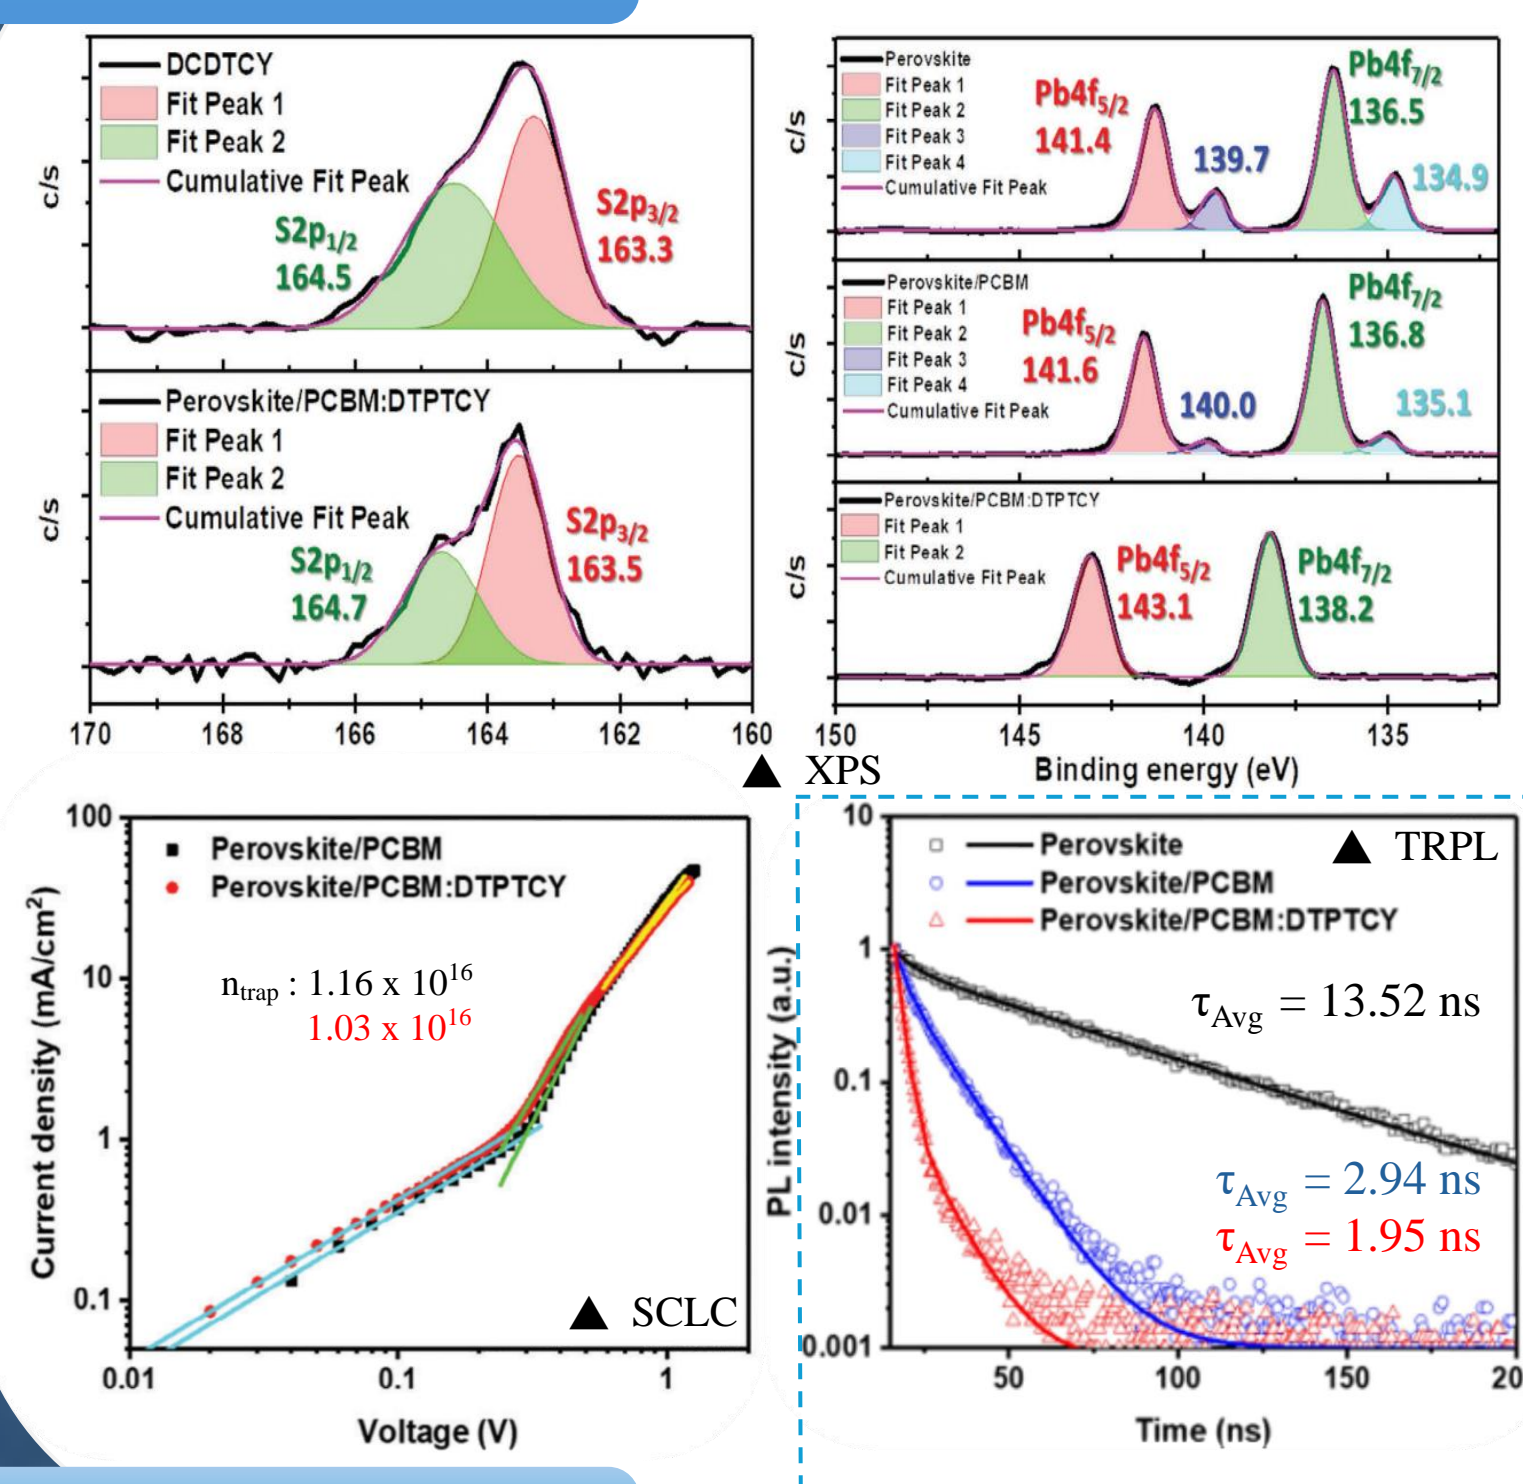 DCDTCY
Fit Peak 1
Fit Peak 2
Cumulative Fit Peak
S2p1/2
164.5
S2p3/2
163.3
c/s
Perovskite/PCBM:DTPTCY
Fit Peak 1
Fit Peak 2
Cumulative Fit Peak
S2p1/2
164.7
S2p3/2
163.5
c/s
170 168 166 164 162 160
Perovskite
Fit Peak 1
Fit Peak 2
Fit Peak 3
Fit Peak 4
Cumulative Fit Peak
Pb4f5/2
141.4
139.7
Pb4f7/2
136.5
134.9
c/s
Perovskite/PCBM
Fit Peak 1
Fit Peak 2
Fit Peak 3
Fit Peak 4
Cumulative Fit Peak
Pb4f5/2
141.6
140.0
Pb4f7/2
136.8
135.1
c/s
Perovskite/PCBM:DTPTCY
Fit Peak 1
Fit Peak 2
Cumulative Fit Peak
Pb4f5/2
143.1
Pb4f7/2
138.2
c/s
150 145 140 135
Binding energy (eV)
▲ XPS
Perovskite/PCBM
Perovskite/PCBM:DTPTCY
ntrap : 1.16 x 10^16
1.03 x 10^16
▲ SCLC
100
10
1
0.1
0.01 0.1 1
Current density (mA/cm²)
Voltage (V)
▲ TRPL
Perovskite
Perovskite/PCBM
Perovskite/PCBM:DTPTCY
τAvg = 13.52 ns
τAvg = 2.94 ns
τAvg = 1.95 ns
10
1
0.1
0.01
0.001
50 100 150 20
PL intensity (a.u.)
Time (ns)